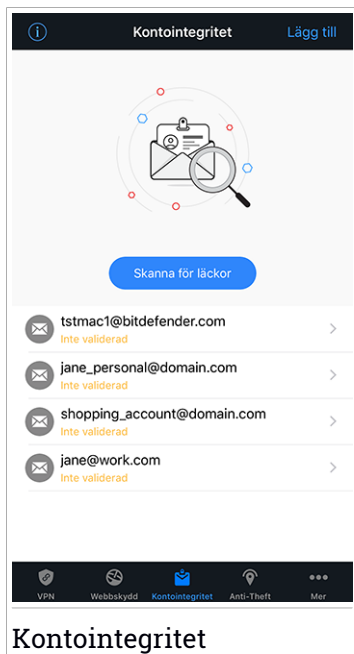 Kontointegritet
Lägg till
Skanna för läckor
tstmac1@bitdefender.com
Inte validerad
jane_personal@domain.com
Inte validerad
shopping_account@domain.com
Inte validerad
jane@work.com
Inte validerad
VPN
Webbskydd
Kontointegritet
Anti-Theft
Mer
Kontointegritet